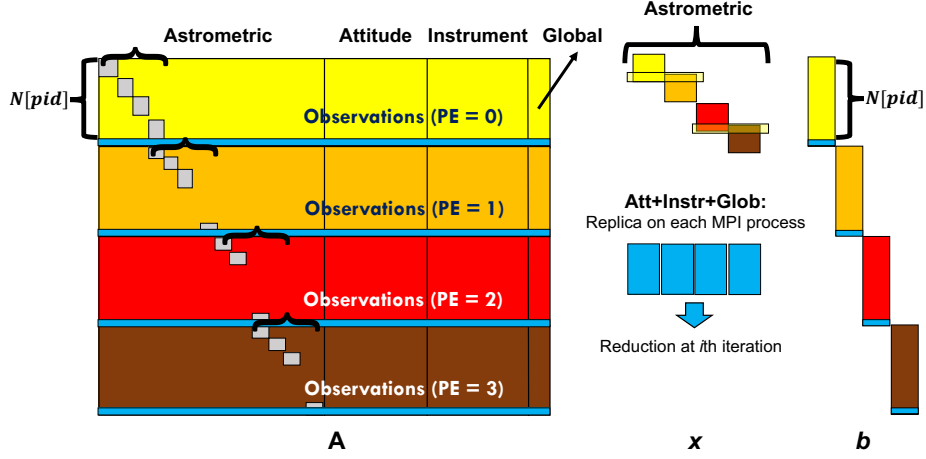 Astrometric
Astrometric Attitude Instrument Global
N[pid]
N[pid]
Observations (PE = 0)
Observations (PE = 1)
Att+Instr+Glob:
Replica on each MPI process
Observations (PE = 2)
Reduction at ith iteration
Observations (PE = 3)
A
x
b